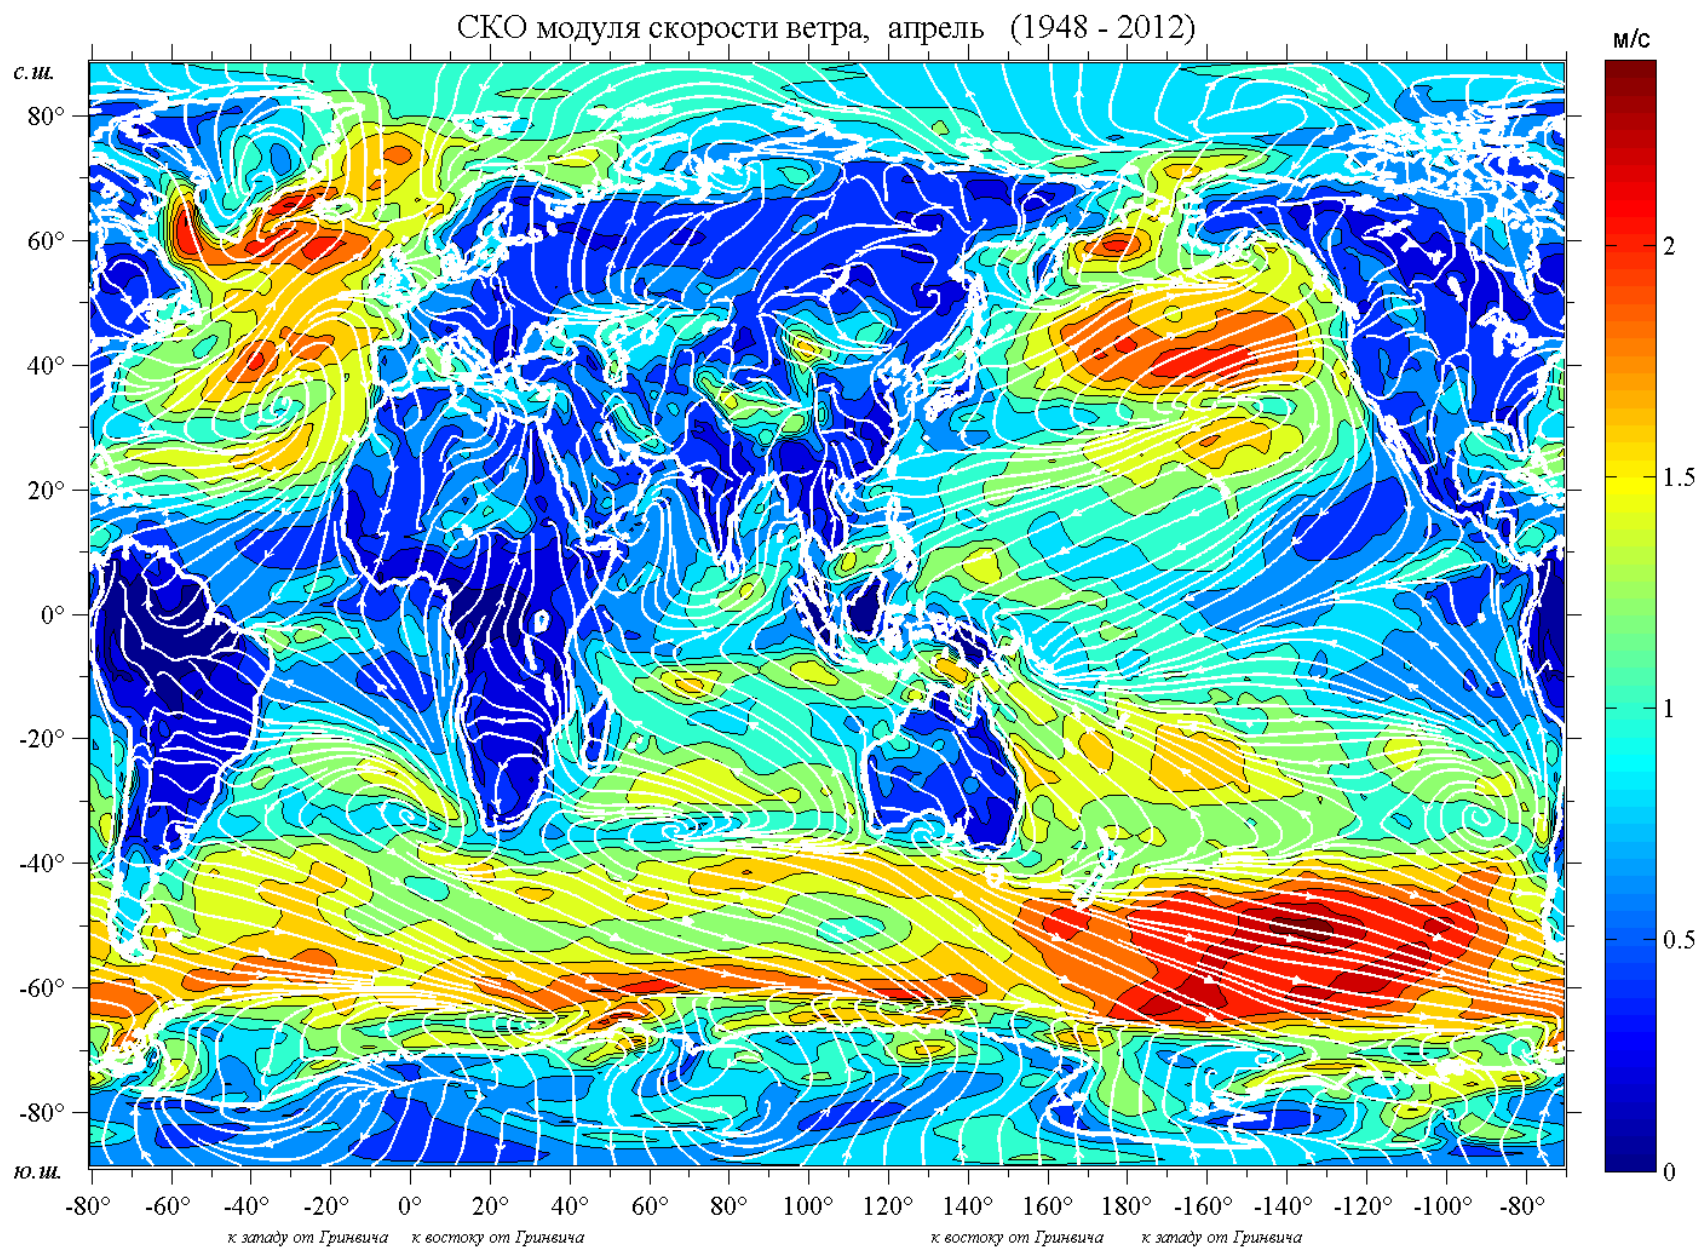 СКО модуля скорости ветра, апрель (1948 - 2012)
м/с
с.ш.
80°
60°
40°
20°
0°
-20°
-40°
-60°
-80°
ю.ш.
2
1.5
1
0.5
0
-80° -60° -40° -20° 0° 20° 40° 60° 80° 100° 120° 140° 160° 180° -160° -140° -120° -100° -80°
к западу от Гринвича к востоку от Гринвича к востоку от Гринвича к западу от Гринвича